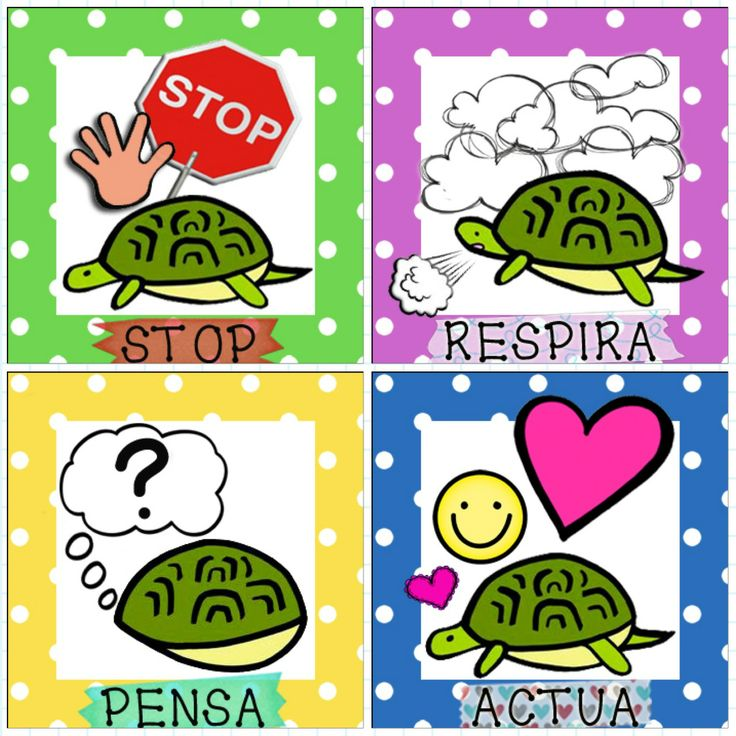 STOP
STOP
RESPIRA
?
PENSA
ACTUA